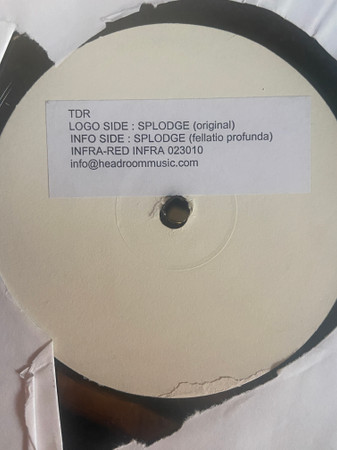 TDR
LOGO SIDE : SPLODGE (original)
INFO SIDE : SPLODGE (fellatio profunda)
INFRA-RED INFRA 023010
info@headroommusic.com